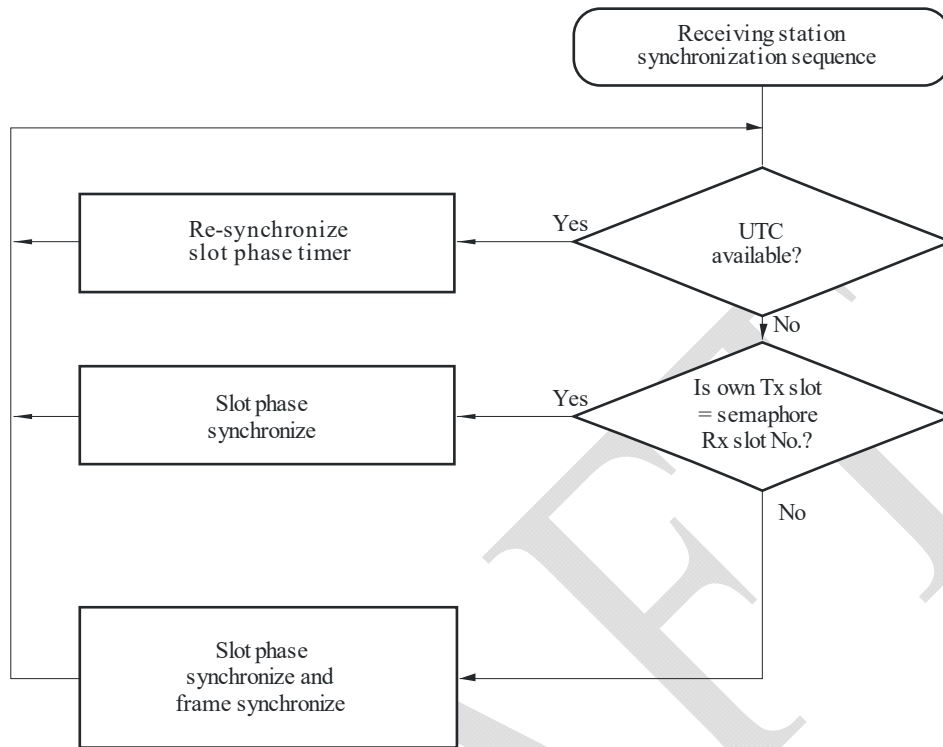 Receiving station
synchronization sequence
Yes
Re-synchronize
slot phase timer
UTC
available?
No
Yes
Slot phase
synchronize
Is own Tx slot
= semaphore
Rx slot No.?
No
Slot phase
synchronize and
frame synchronize